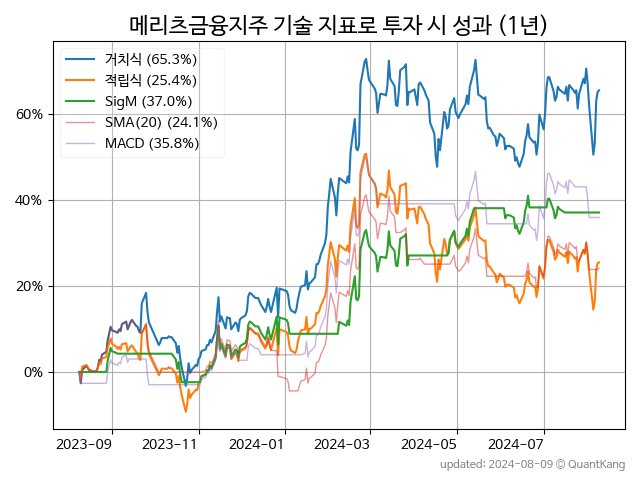 메리츠금융지주 기술 지표로 투자 시 성과 (1년)
거치식 (65.3%)
적립식 (25.4%)
SigM (37.0%)
SMA(20) (24.1%)
MACD (35.8%)
60%
40%
20%
0%
2023-09 2023-11 2024-01 2024-03 2024-05 2024-07
updated: 2024-08-09 © QuantKang